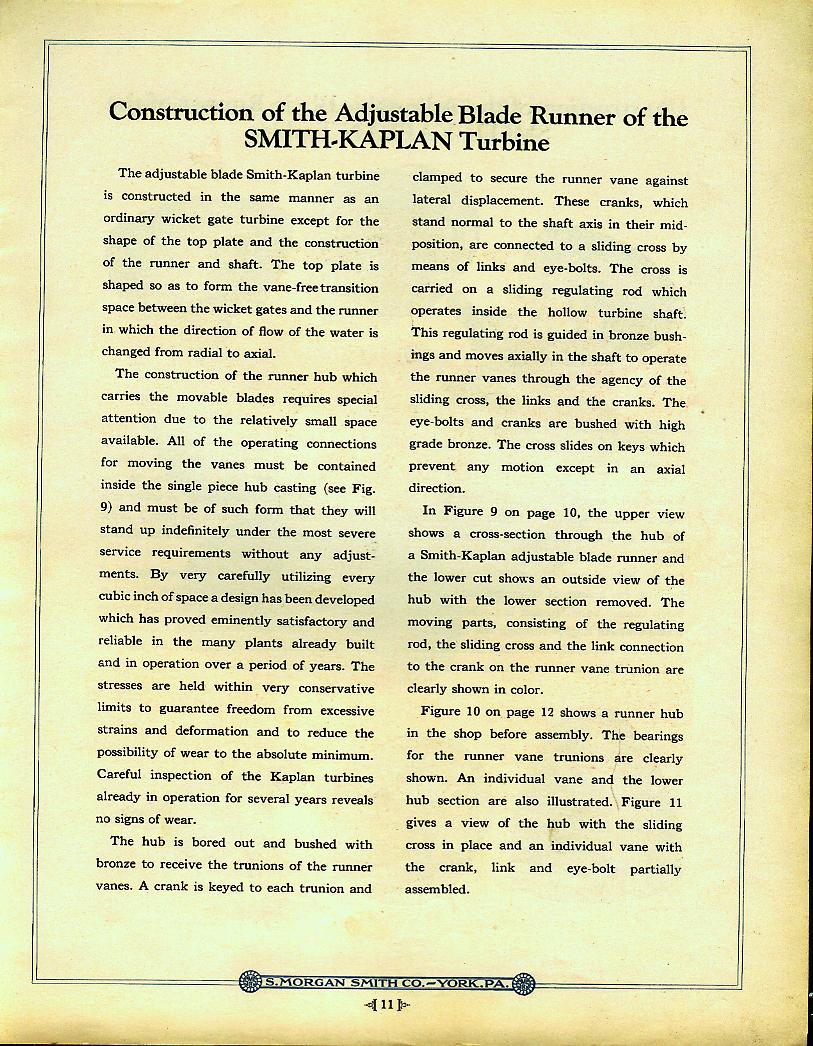 Construction of the Adjustable Blade Runner of the
SMITH-KAPLAN Turbine
The adjustable blade Smith-Kaplan turbine
is constructed in the same manner as an
ordinary wicket gate turbine except for the
shape of the top plate and the construction
of the runner and shaft. The top plate is
shaped so as to form the vane-free transition
space between the wicket gates and the runner
in which the direction of flow of the water is
changed from radial to axial.
The construction of the runner hub which
carries the movable blades requires special
attention due to the relatively small space
available. All of the operating connections
for moving the vanes must be contained
inside the single piece hub casting (see Fig.
9) and must be of such form that they will
stand up indefinitely under the most severe
service requirements without any adjust-
ments. By very carefully utilizing every
cubic inch of space a design has been developed
which has proved eminently satisfactory and
reliable in the many plants already built
and in operation over a period of years. The
stresses are held within very conservative
limits to guarantee freedom from excessive
strains and deformation and to reduce the
possibility of wear to the absolute minimum.
Careful inspection of the Kaplan turbines
already in operation for several years reveals
no signs of wear.
The hub is bored out and bushed with
bronze to receive the trunions of the runner
vanes. A crank is keyed to each trunion and
clamped to secure the runner vane against
lateral displacement. These cranks, which
stand normal to the shaft axis in their mid-
position, are connected to a sliding cross by
means of links and eye-bolts. The cross is
carried on a sliding regulating rod which
operates inside the hollow turbine shaft.
This regulating rod is guided in bronze bush-
ings and moves axially in the shaft to operate
the runner vanes through the agency of the
sliding cross, the links and the cranks. The
eye-bolts and cranks are bushed with high
grade bronze. The cross slides on keys which
prevent any motion except in an axial
direction.
In Figure 9 on page 10, the upper view
shows a cross-section through the hub of
a Smith-Kaplan adjustable blade runner and
the lower cut shows an outside view of the
hub with the lower section removed. The
moving parts, consisting of the regulating
rod, the sliding cross and the link connection
to the crank on the runner vane trunion are
clearly shown in color.
Figure 10 on page 12 shows a runner hub
in the shop before assembly. The bearings
for the runner vane trunions are clearly
shown. An individual vane and the lower
hub section are also illustrated. Figure 11
gives a view of the hub with the sliding
cross in place and an individual vane with
the crank, link and eye-bolt partially
assembled.
S. MORGAN SMITH CO.—YORK.PA.
11